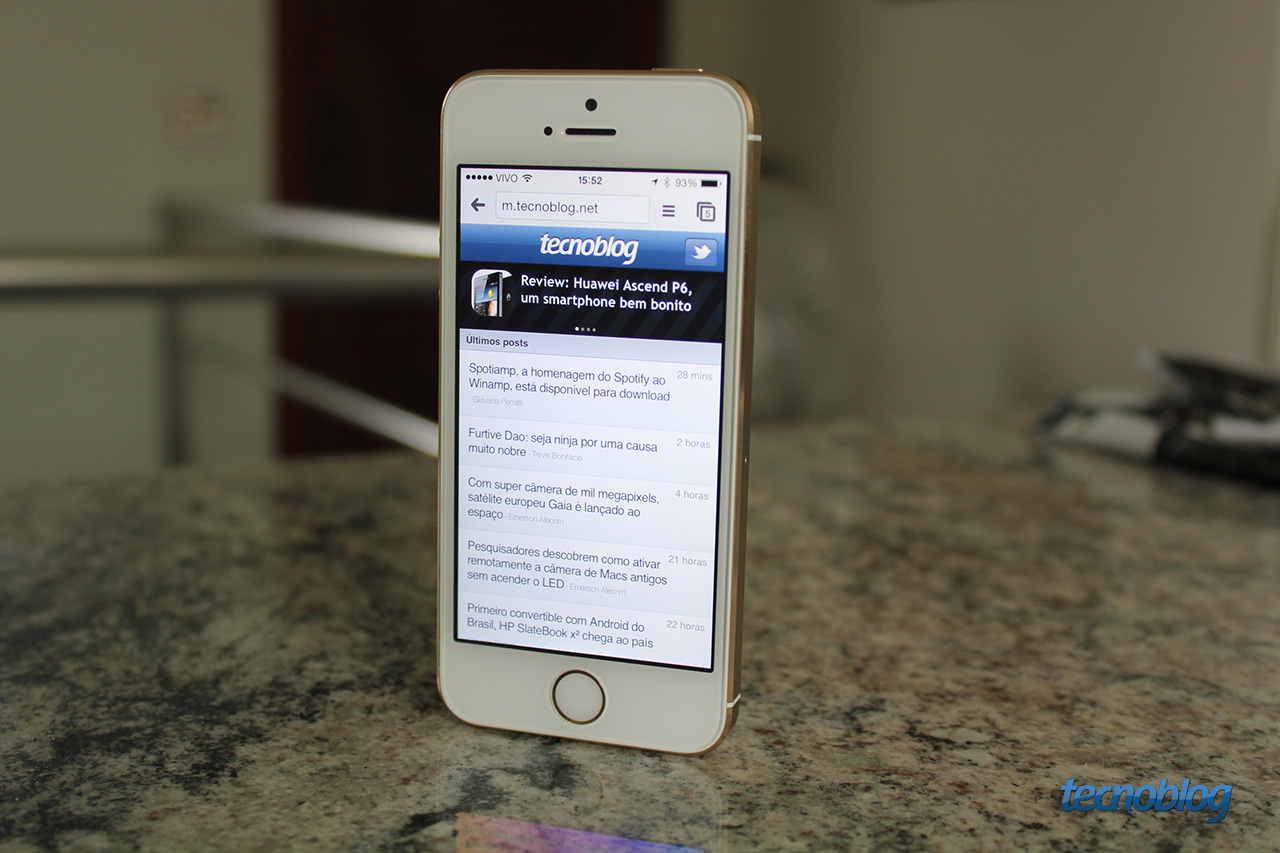 VIVO 15:52 93%
m.tecnoblog.net 5
tecnoblog
Review: Huawei Ascend P6,
um smartphone bem bonito
Últimos posts
Spotiamp, a homenagem do Spotify ao 28 mins
Winamp, está disponível para download
- Giovana Penatti
Furtive Dao: seja ninja por uma causa 2 horas
muito nobre - Trevis Bonifácio
Com super câmera de mil megapixels, 4 horas
satélite europeu Gaia é lançado ao
espaço - Emerson Alecrim
Pesquisadores descobrem como ativar 21 horas
remotamente a câmera de Macs antigos
sem acender o LED - Emerson Alecrim
Primeiro convertible com Android do 22 horas
Brasil, HP SlateBook x² chega ao país -
tecnoblog